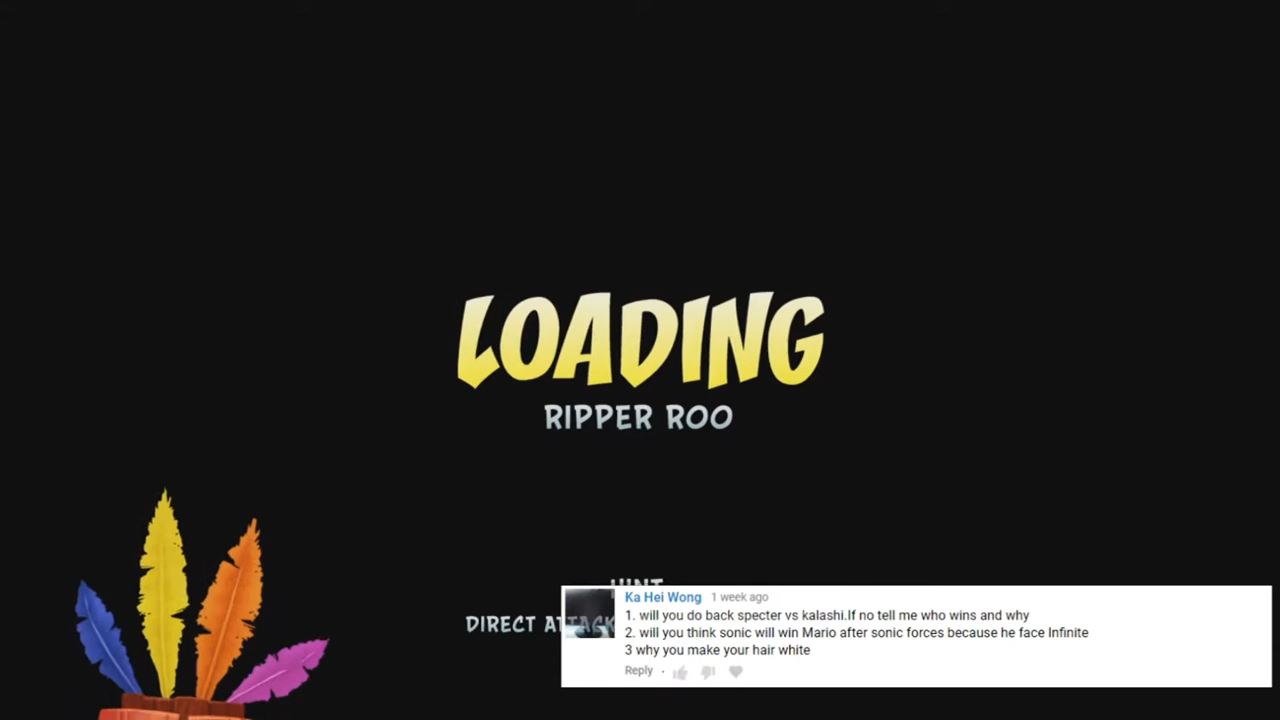 LOADING
RIPPER ROO
HINT
DIRECT ATTACK
Ka Hei Wong 1 week ago
1. will you do back specter vs kalashi.If no tell me who wins and why
2. will you think sonic will win Mario after sonic forces because he face Infinite
3 why you make your hair white
Reply ·